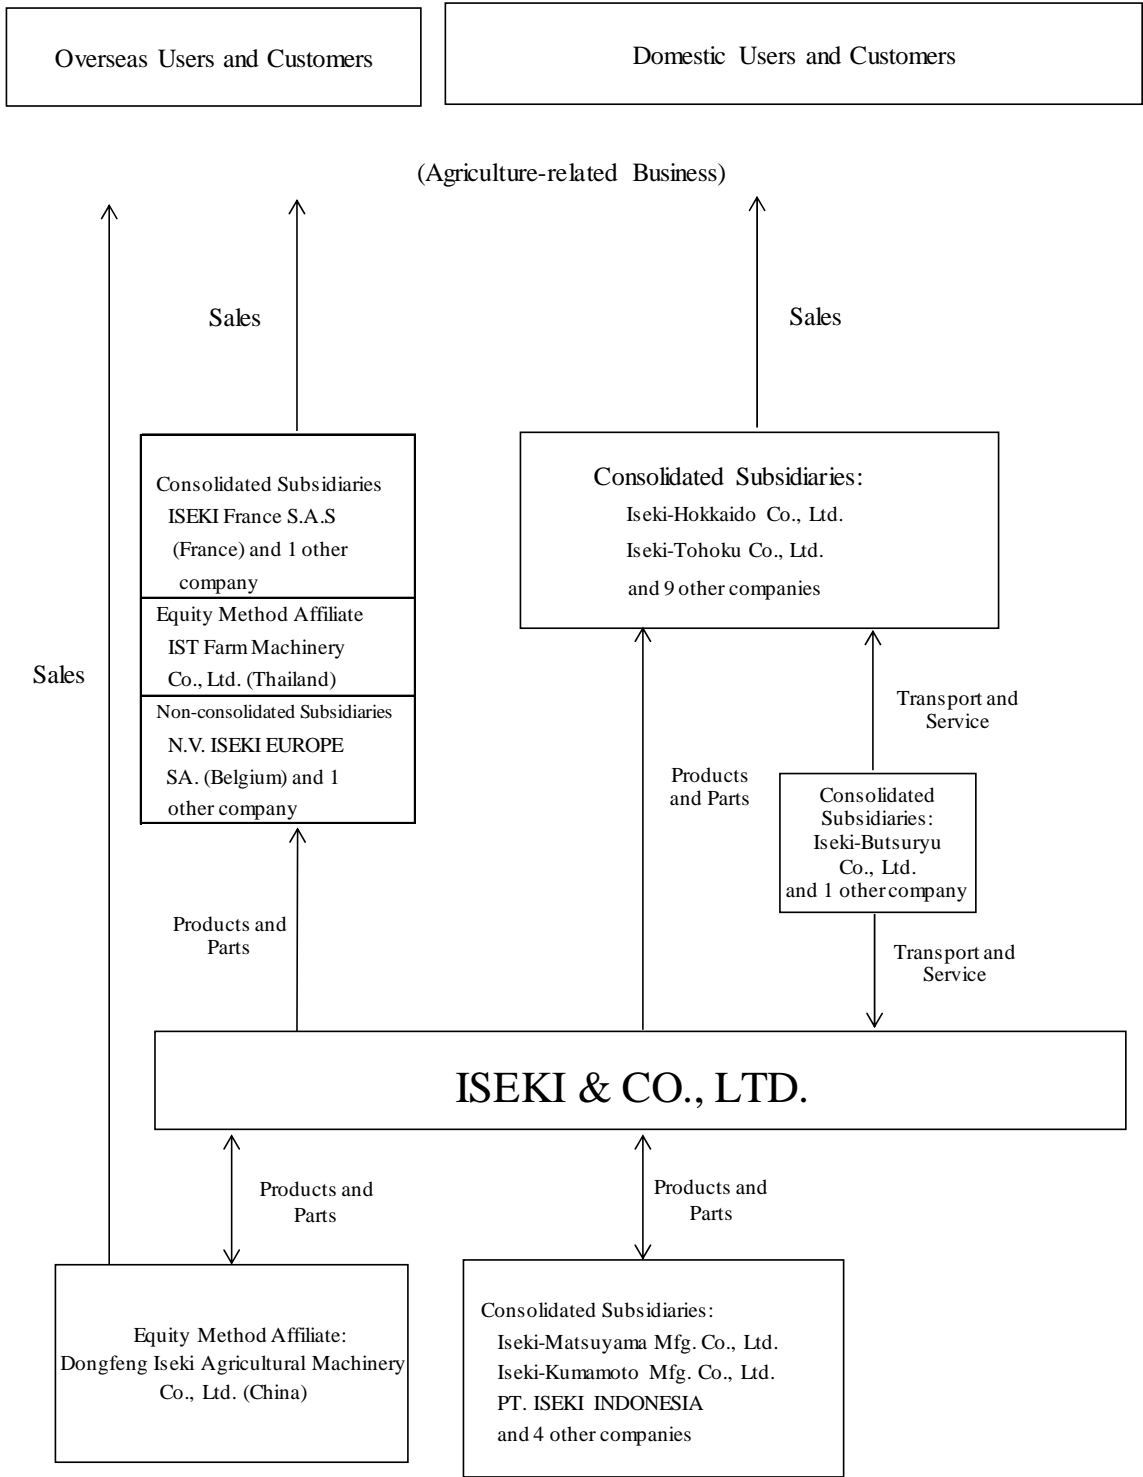 Overseas Users and Customers
Domestic Users and Customers
(Agriculture-related Business)
Sales
Sales
Consolidated Subsidiaries
ISEKI France S.A.S
(France) and 1 other
company
Equity Method Affiliate
IST Farm Machinery
Co., Ltd. (Thailand)
Non-consolidated Subsidiaries
N.V. ISEKI EUROPE
SA. (Belgium) and 1
other company
Consolidated Subsidiaries:
Iseki-Hokkaido Co., Ltd.
Iseki-Tohoku Co., Ltd.
and 9 other companies
Sales
Transport and
Service
Products
and Parts
Consolidated
Subsidiaries:
Iseki-Butsuryu
Co., Ltd.
and 1 other company
Products and
Parts
Transport and
Service
ISEKI & CO., LTD.
Products and
Parts
Products and
Parts
Equity Method Affiliate:
Dongfeng Iseki Agricultural Machinery
Co., Ltd. (China)
Consolidated Subsidiaries:
Iseki-Matsuyama Mfg. Co., Ltd.
Iseki-Kumamoto Mfg. Co., Ltd.
PT. ISEKI INDONESIA
and 4 other companies